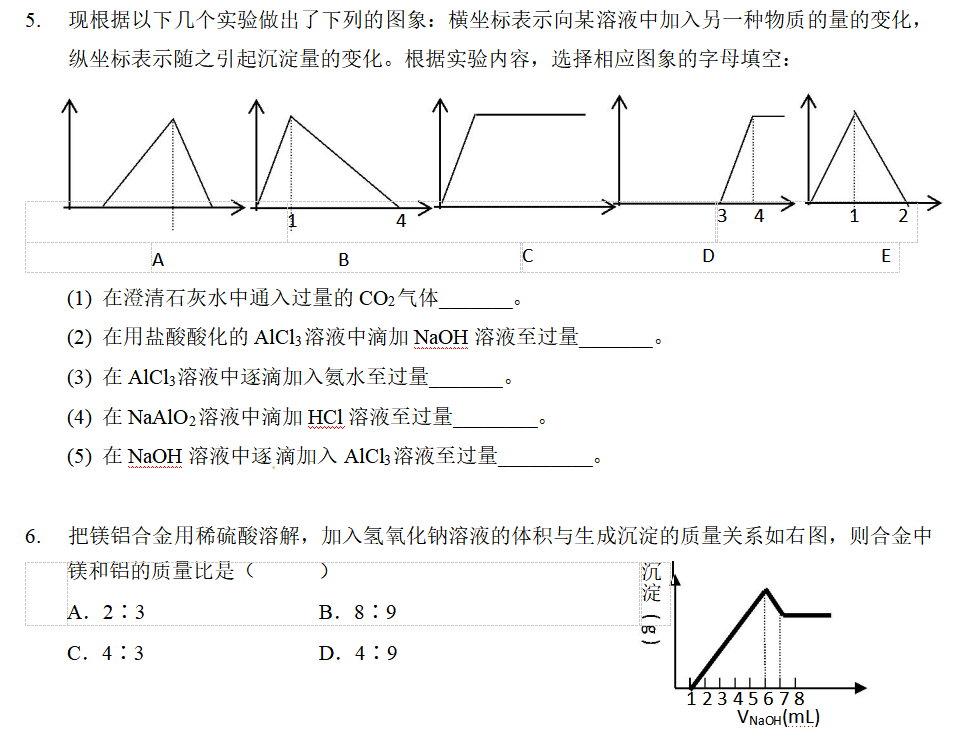 5. 现根据以下几个实验做出了下列的图象：横坐标表示向某溶液中加入另一种物质的量的变化，
纵坐标表示随之引起沉淀量的变化。根据实验内容，选择相应图象的字母填空：
1 4 3 4 1 2
A B C D E
(1) 在澄清石灰水中通入过量的 CO2气体_______。
(2) 在用盐酸酸化的 AlCl3溶液中滴加 NaOH 溶液至过量_______。
(3) 在 AlCl3溶液中逐滴加入氨水至过量_______。
(4) 在 NaAlO2溶液中滴加 HCl 溶液至过量________。
(5) 在 NaOH 溶液中逐滴加入 AlCl3溶液至过量_________。
6. 把镁铝合金用稀硫酸溶解，加入氢氧化钠溶液的体积与生成沉淀的质量关系如右图，则合金中
镁和铝的质量比是（ ）
A．2∶3 B．8∶9
C．4∶3 D．4∶9
沉淀(g)
1 2 3 4 5 6 7 8
VNaOH(mL)